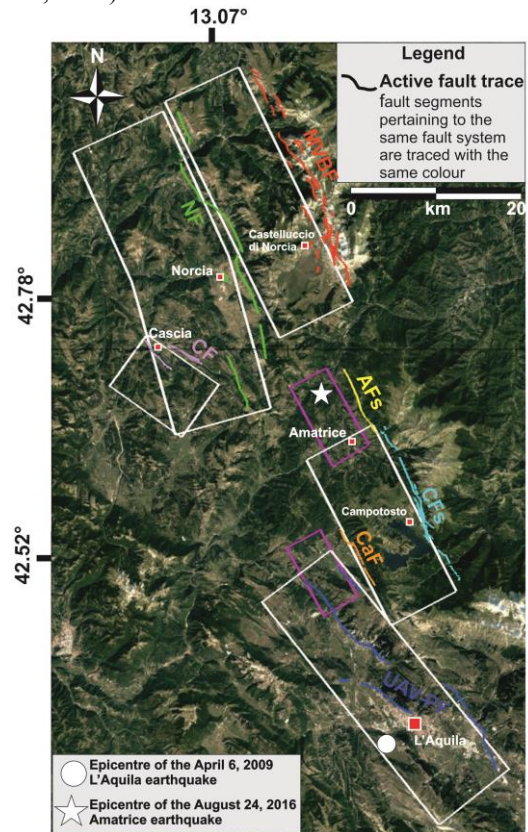 13.07°
N
Legend
Active fault trace
fault segments
pertaining to the
same fault system
are traced with the
same colour
0 20
km
MVBF
NF
Castelluccio
di Norcia
Norcia
42.78
Cascia
CF
AFs
Amatrice
CFs
Campotosto
42.52
CaF
L'Aquila
Epicentre of the April 6, 2009
L'Aquila earthquake
Epicentre of the August 24, 2016
Amatrice earthquake